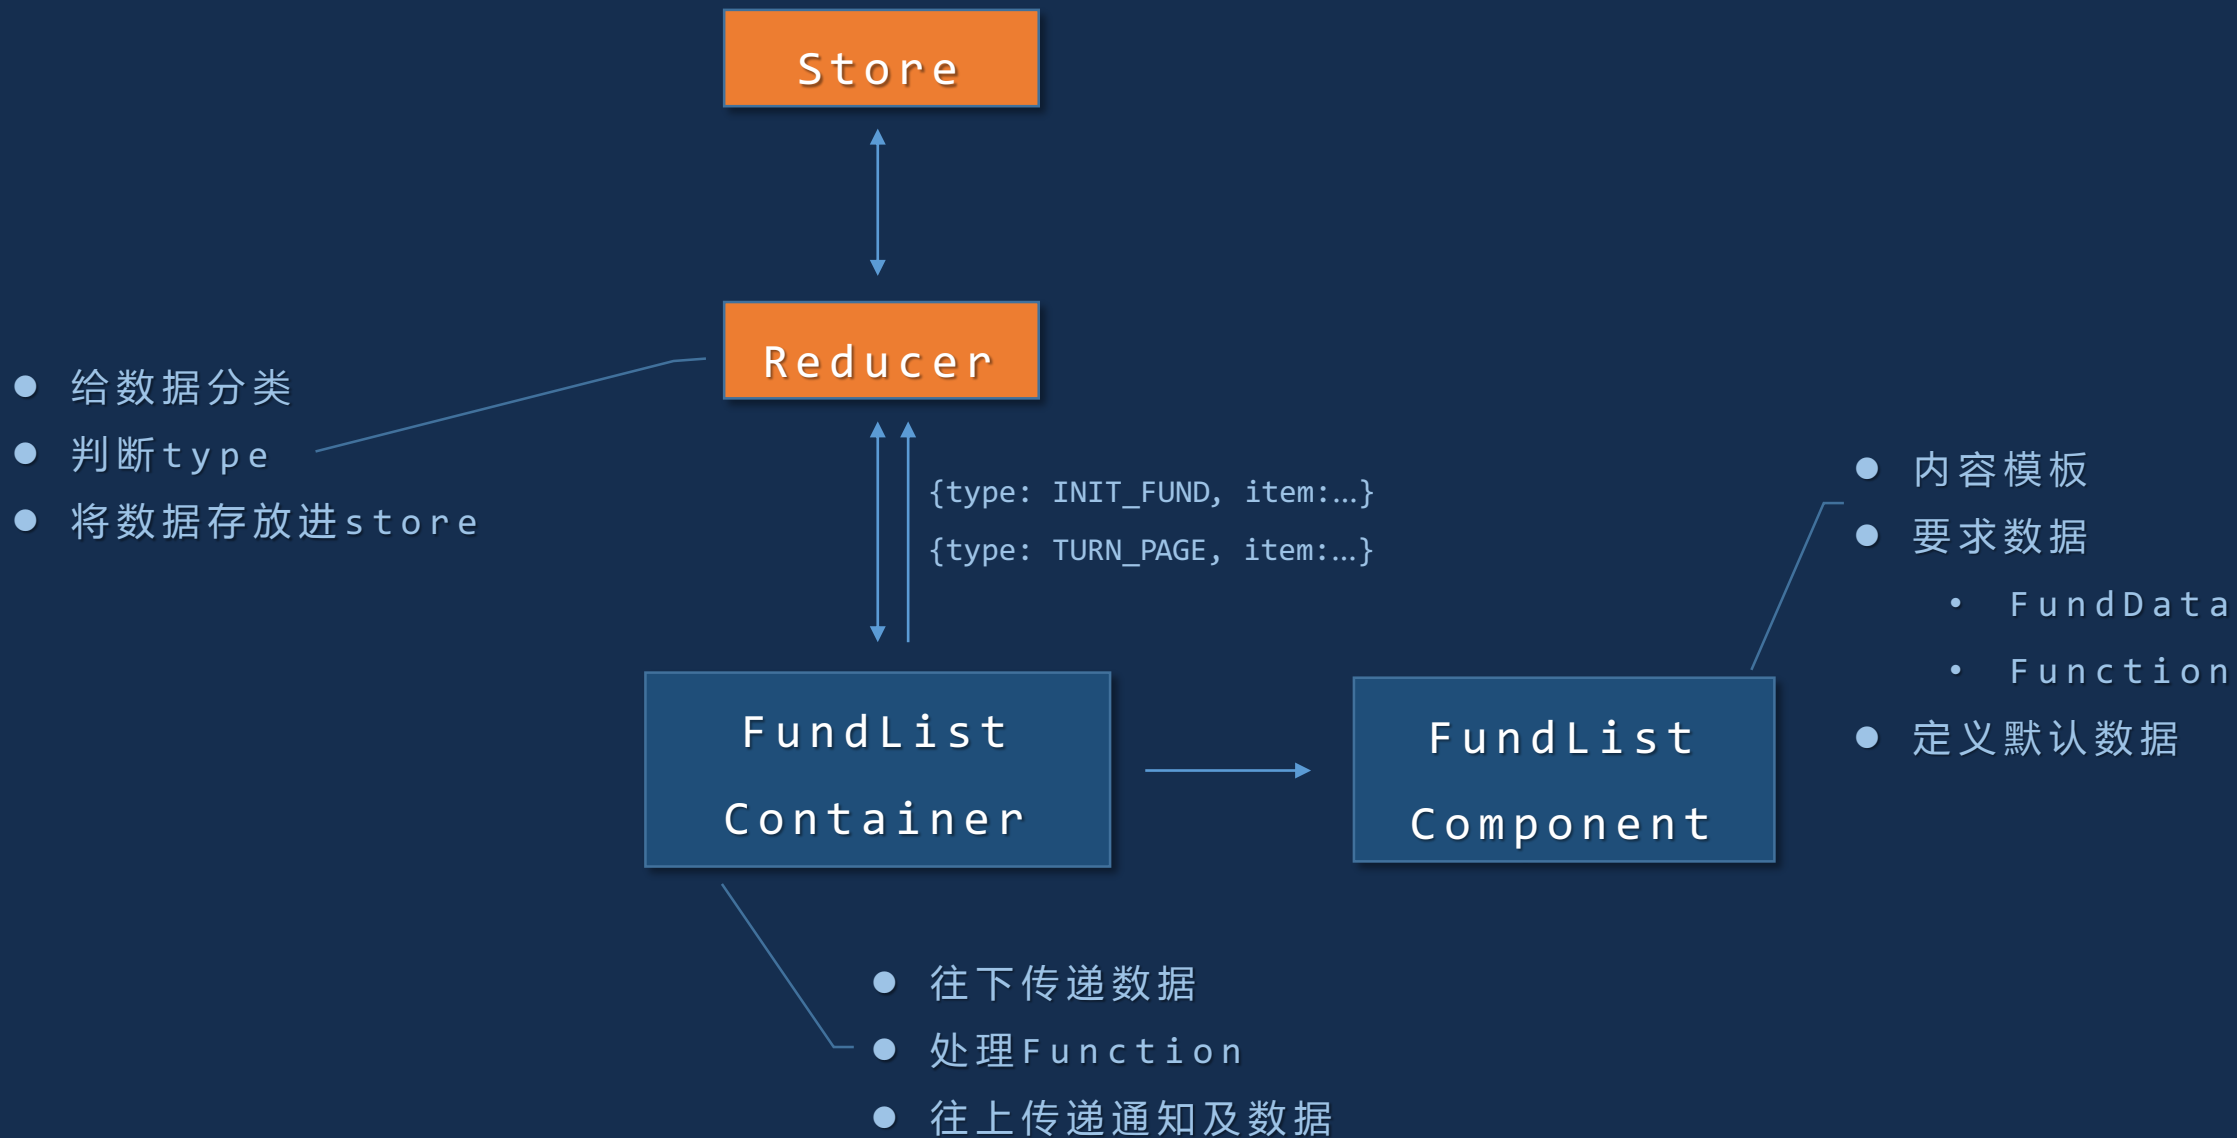 Store
Reducer
● 给数据分类
● 判断type
● 将数据存放进store
{type: INIT_FUND, item:…}
{type: TURN_PAGE, item:…}
● 内容模板
● 要求数据
• FundData
• Function
● 定义默认数据
FundList
Container
FundList
Component
● 往下传递数据
● 处理Function
● 往上传递通知及数据